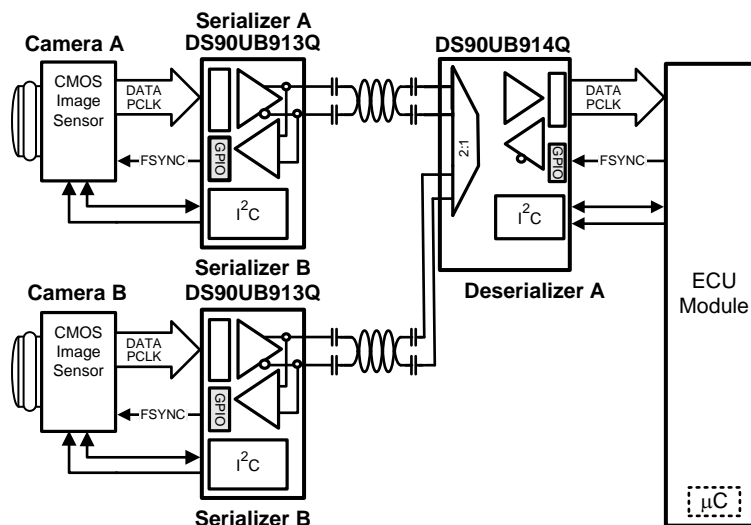 Serializer A
Camera A
DS90UB913Q
DS90UB914Q
CMOS
Image
Sensor
DATA
PCLK
FSYNC
GPIO
I2C
2:1
DATA
PCLK
FSYNC
GPIO
I2C
Serializer B
Deserializer A
ECU
Module
Camera B
DS90UB913Q
CMOS
Image
Sensor
DATA
PCLK
FSYNC
GPIO
I2C
Serializer B
µC